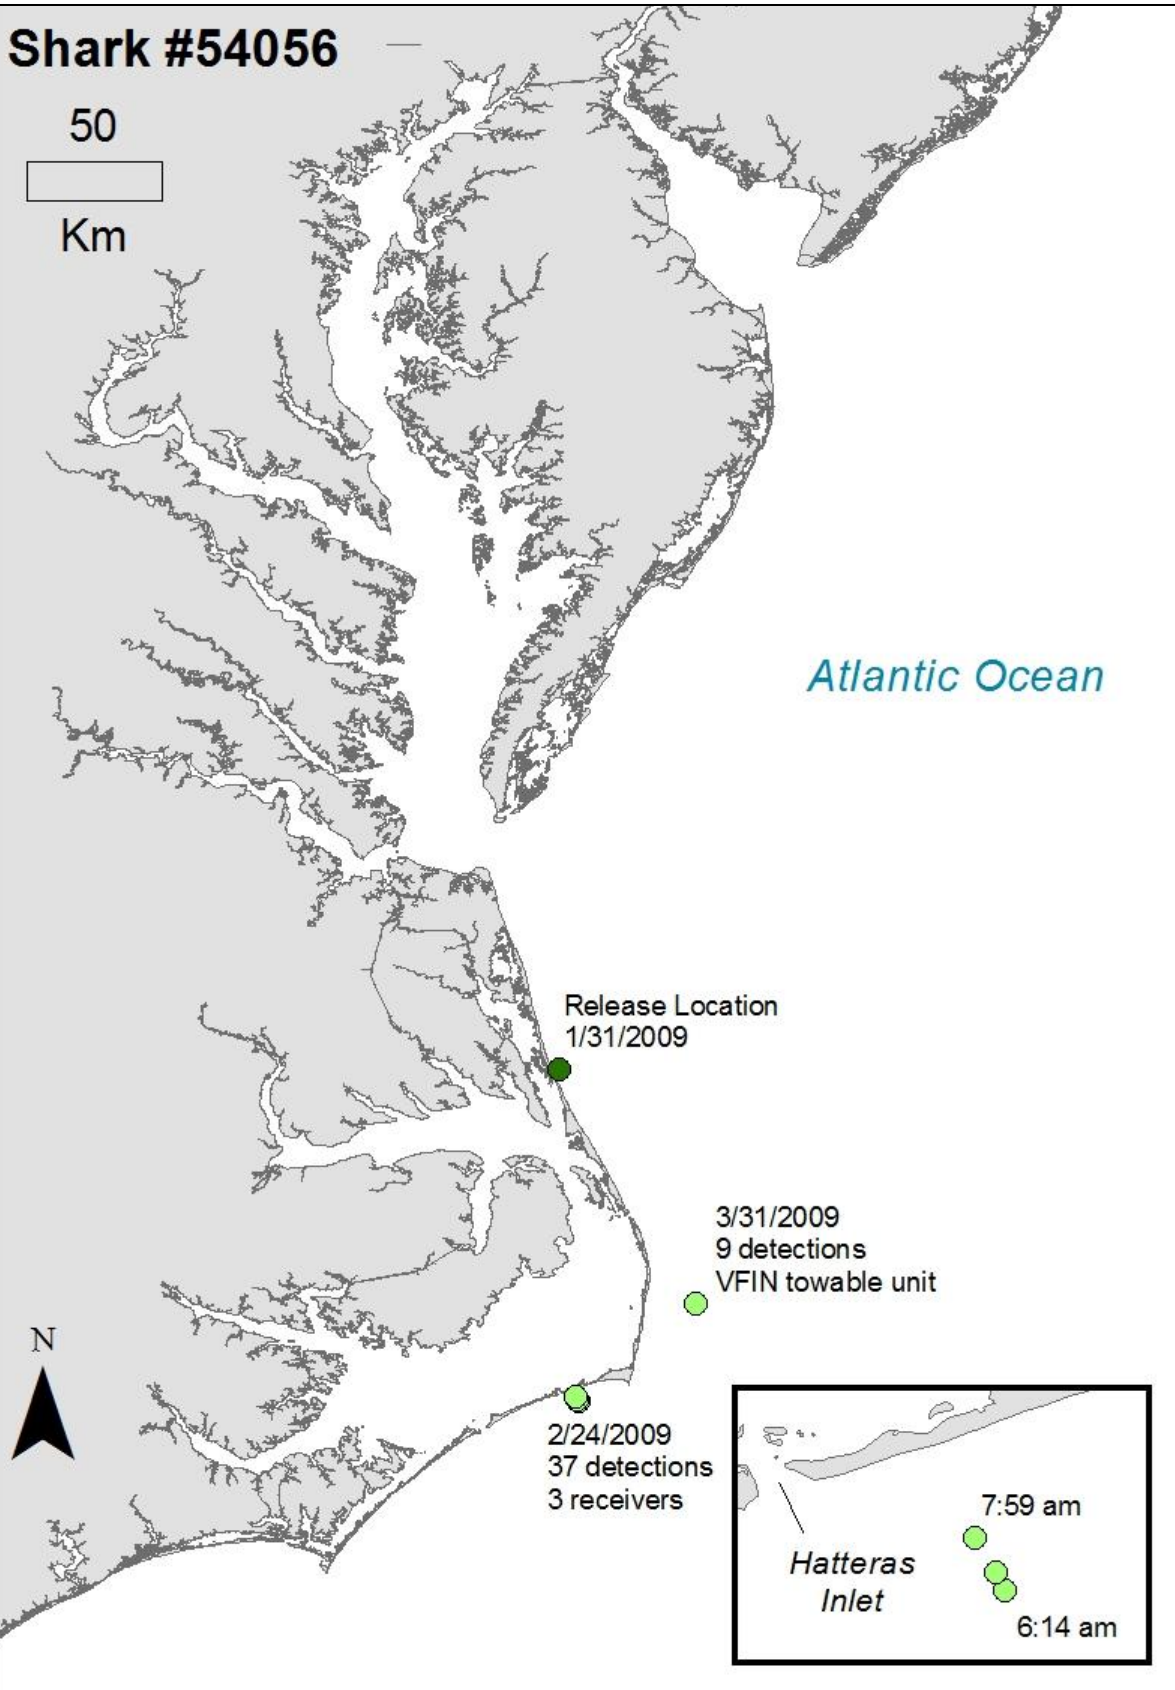 Shark #54056
50
Km
Atlantic Ocean
Release Location
1/31/2009
3/31/2009
9 detections
VFIN towable unit
N
2/24/2009
37 detections
3 receivers
7:59 am
Hatteras
Inlet
6:14 am